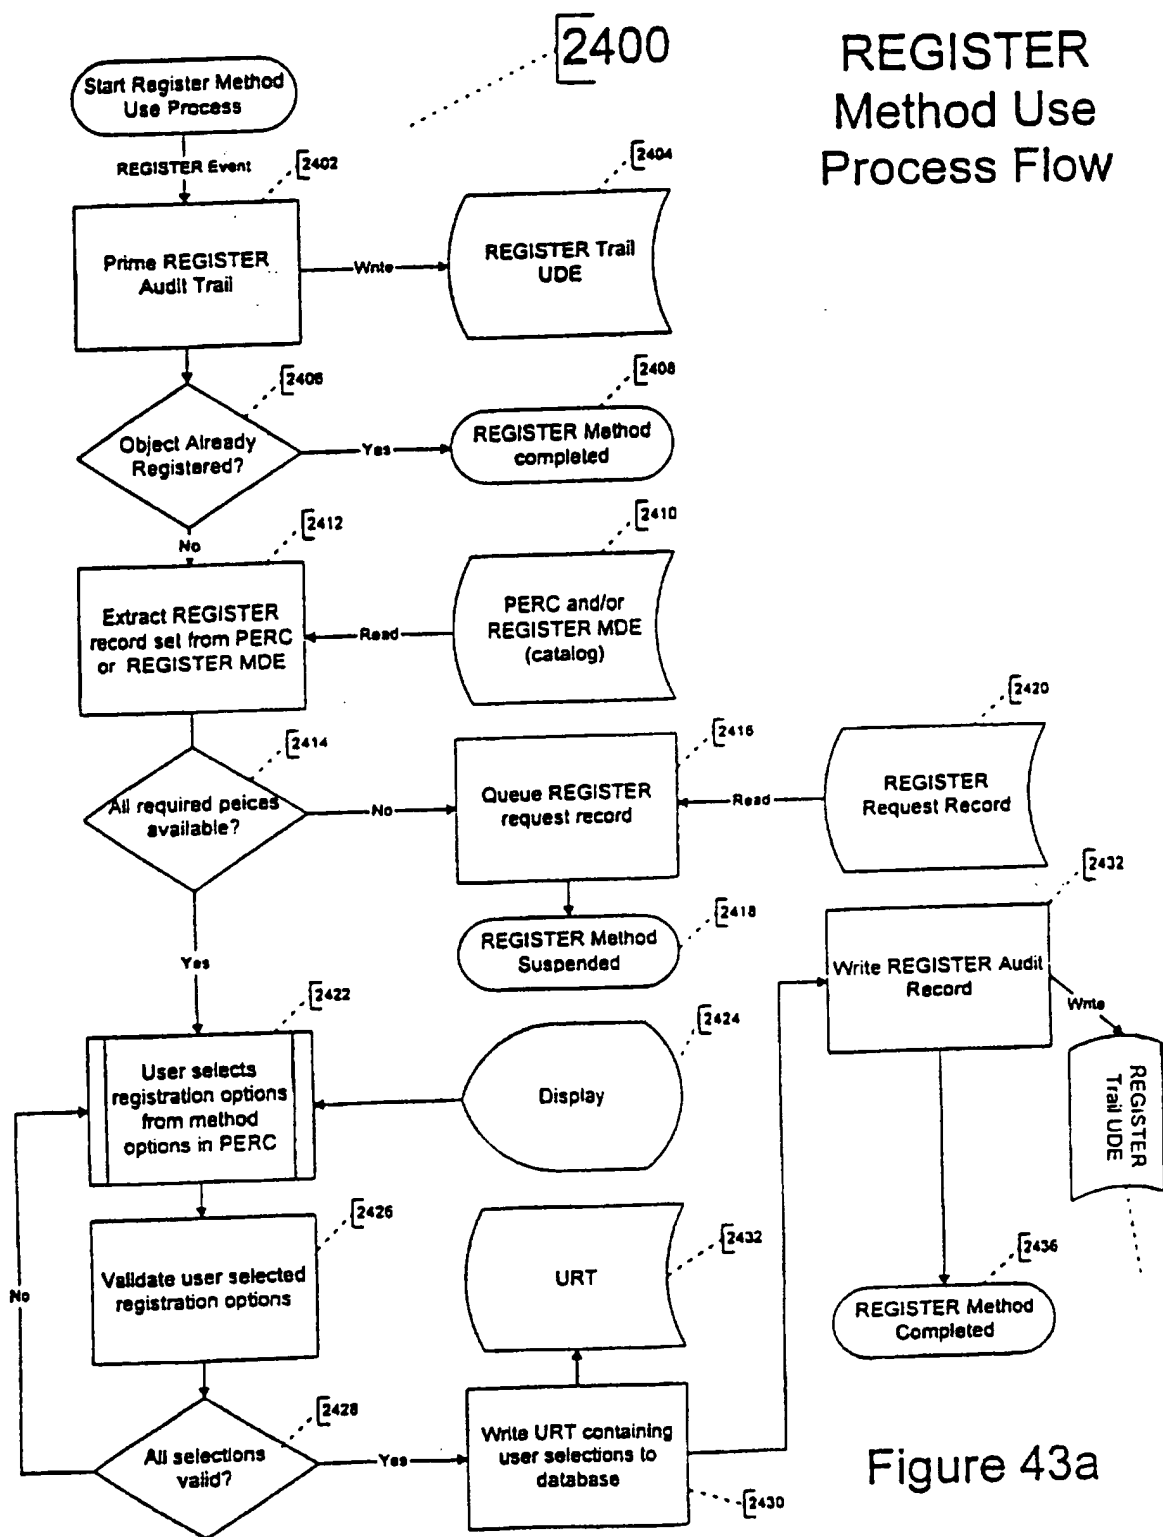 2400
REGISTER
Method Use
Process Flow
Start Register Method
Use Process
REGISTER Event
2402
Prime REGISTER
Audit Trail
Write
2404
REGISTER Trail
UDE
2406
Object Already
Registered?
Yes
2408
REGISTER Method
completed
No
2412
Extract REGISTER
record set from PERC
or REGISTER MDE
Read
2410
PERC and/or
REGISTER MDE
(catalog)
2414
All required peices
available?
No
2416
Queue REGISTER
request record
Read
2420
REGISTER
Request Record
2418
REGISTER Method
Suspended
Yes
2422
User selects
registration options
from method
options in PERC
2424
Display
2426
Validate user selected
registration options
No
2428
All selections
valid?
Yes
2432
URT
Write URT containing
user selections to
database
2430
2432
Write REGISTER Audit
Record
Write
REGISTER
Trail UDE
2436
REGISTER Method
Completed
Figure 43a